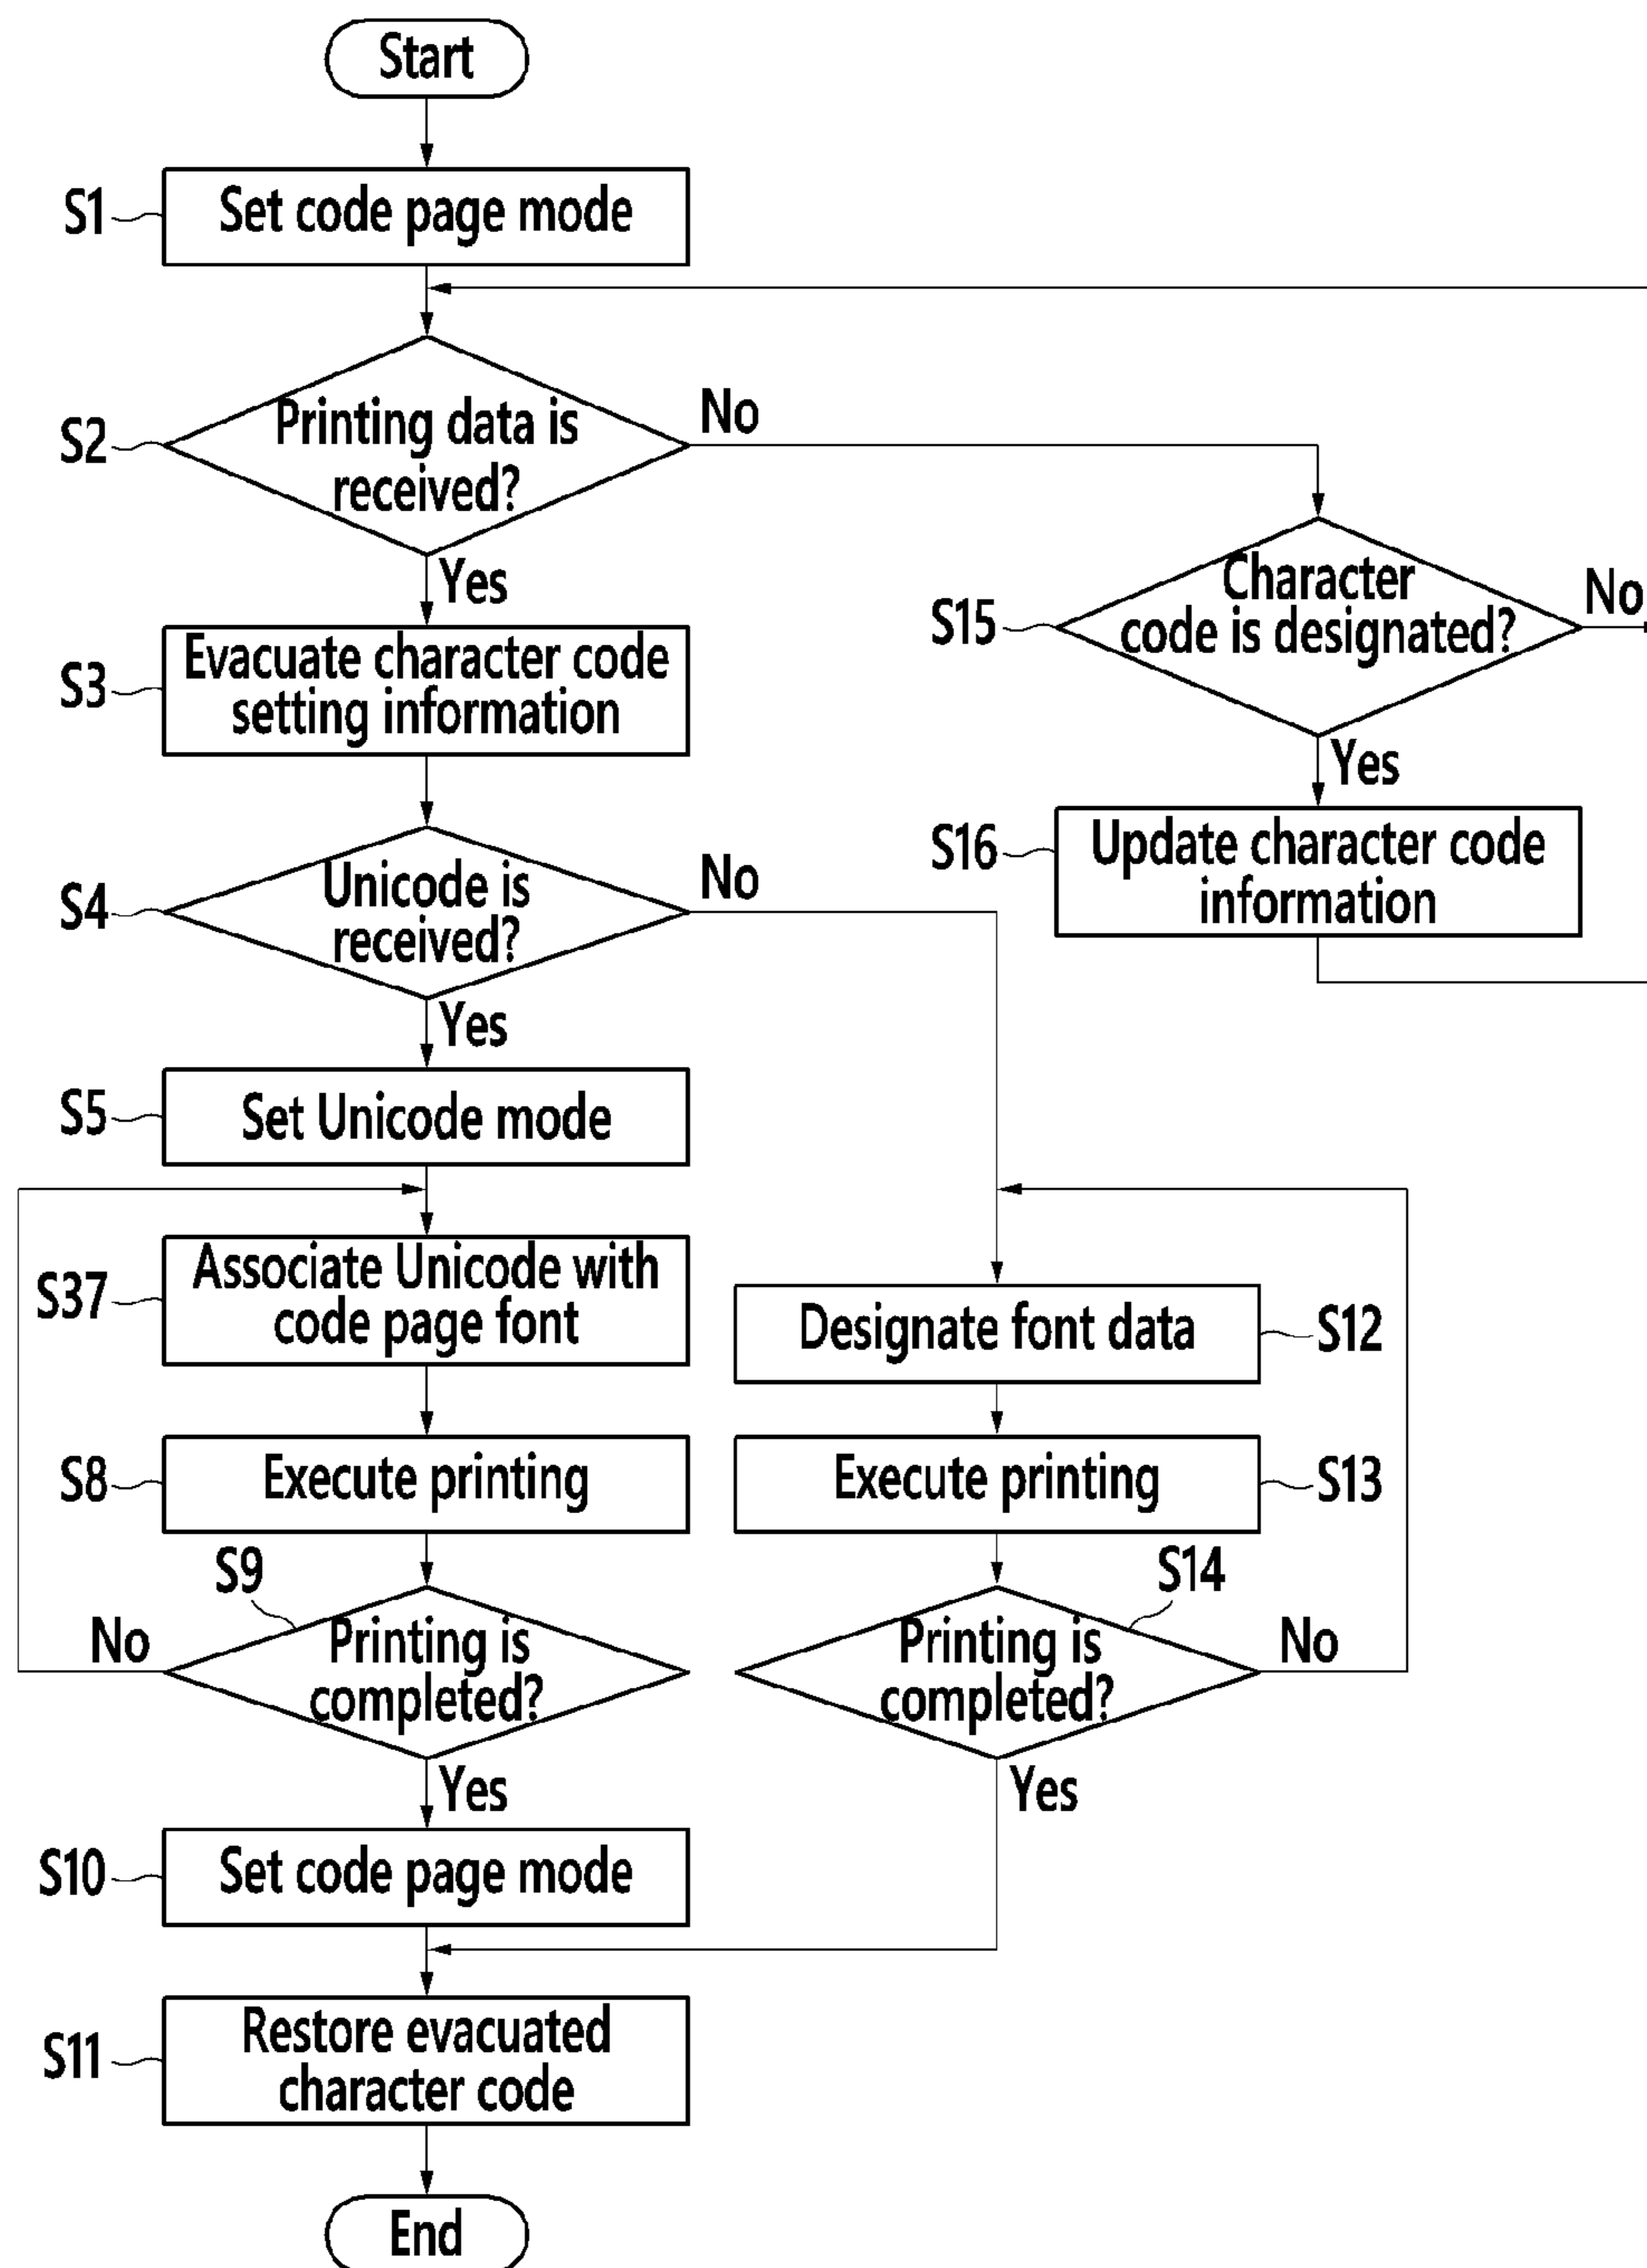 Start
S1
Set code page mode
S2
Printing data is
received?
No
Yes
S15
Character
code is designated?
No
Yes
S3
Evacuate character code
setting information
S16
Update character code
information
S4
Unicode is
received?
No
Yes
S5
Set Unicode mode
S37
Associate Unicode with
code page font
Designate font data
S12
S8
Execute printing
Execute printing
S13
S9
Printing is
completed?
No
Yes
S14
Printing is
completed?
No
Yes
S10
Set code page mode
S11
Restore evacuated
character code
End